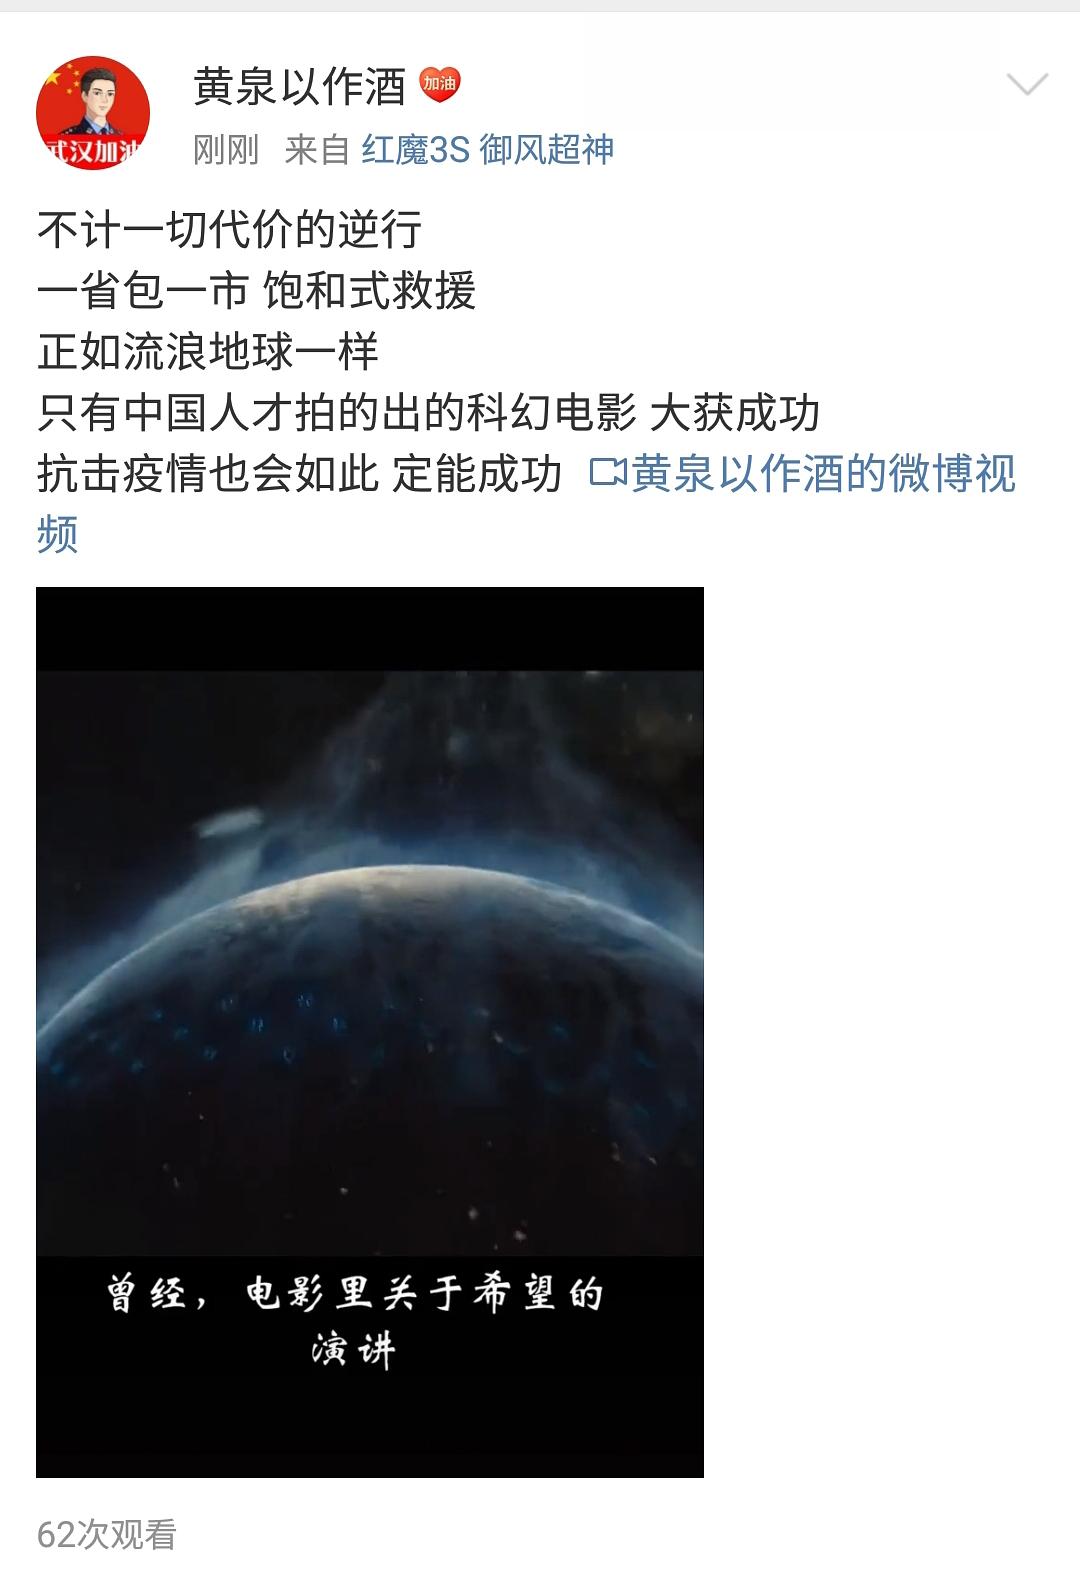 黄泉以作酒 加油
刚刚 来自 红魔3S 御风超神
武汉加油
不计一切代价的逆行
一省包一市 饱和式救援
正如流浪地球一样
只有中国人才拍的出的科幻电影 大获成功
抗击疫情也会如此 定能成功 黄泉以作酒的微博视
频
曾经，电影里关于希望的
演讲
62次观看